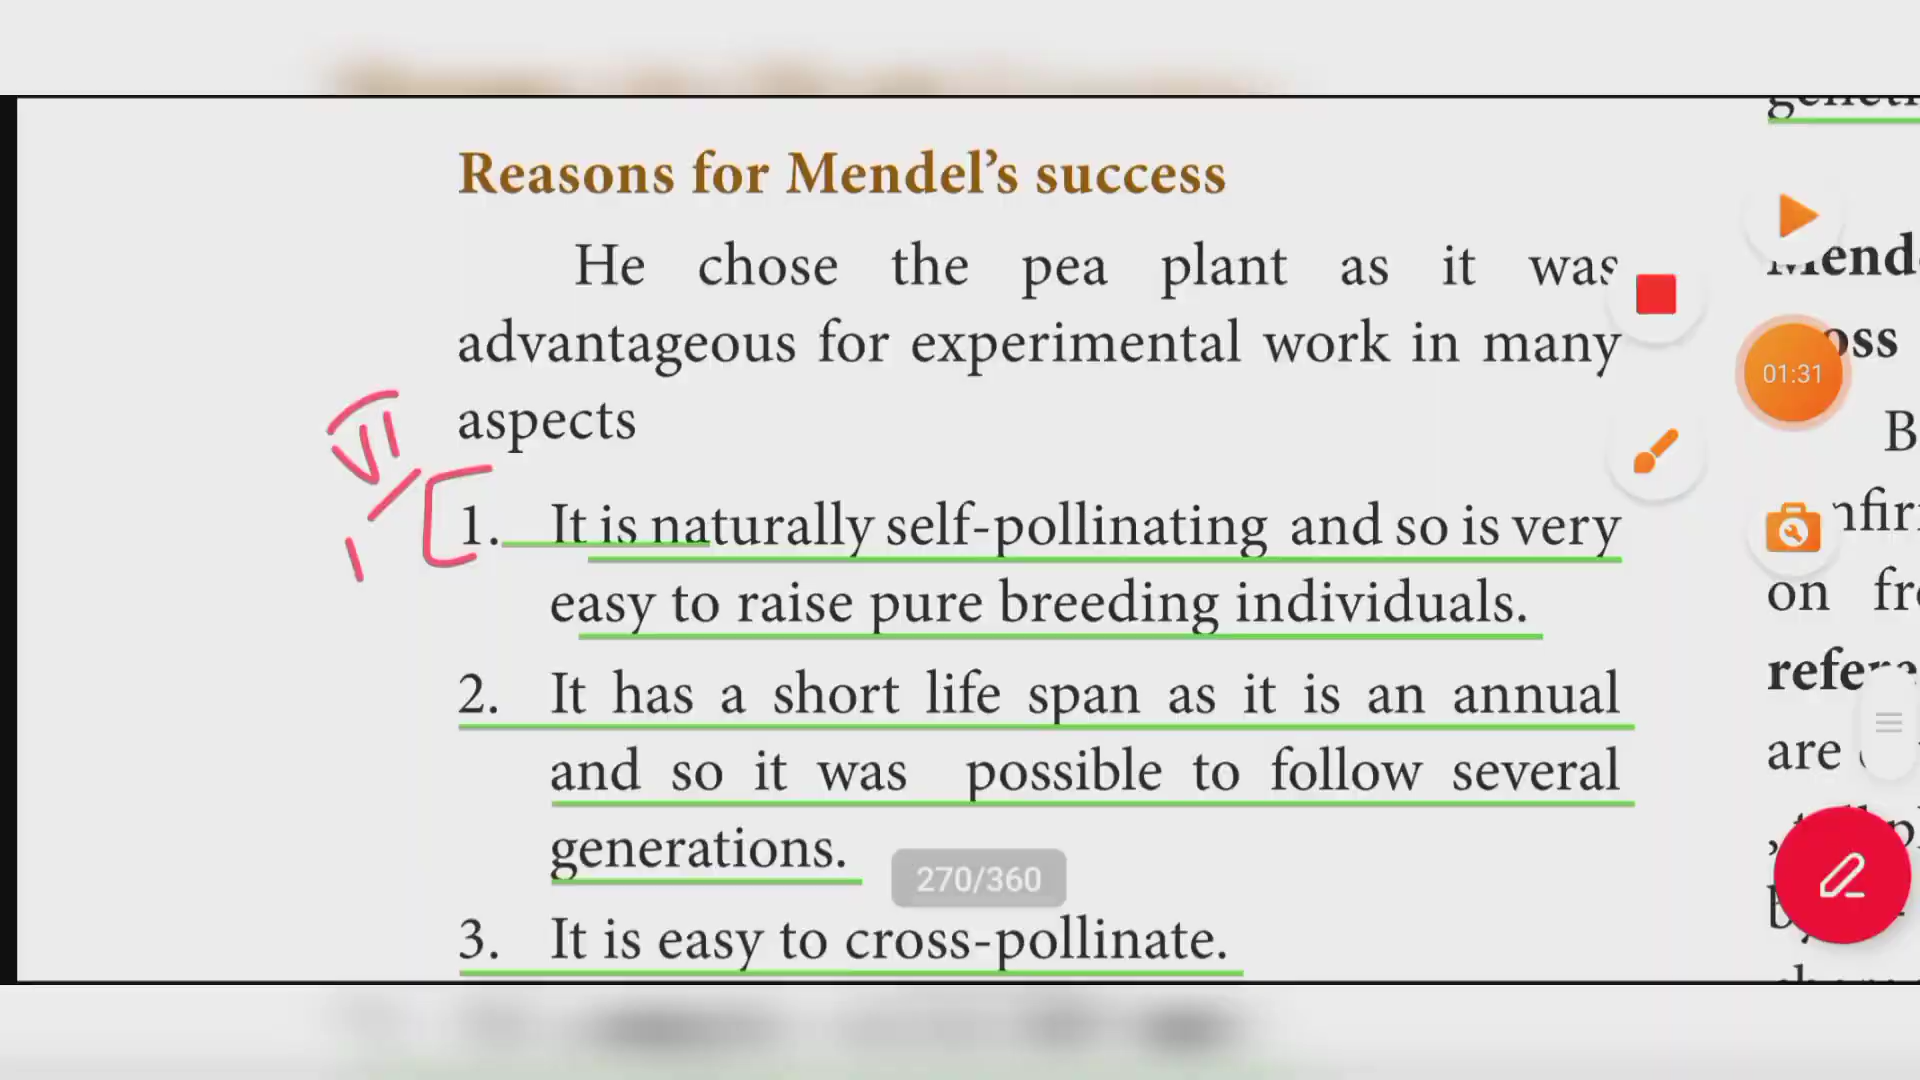 Reasons for Mendel's success
He chose the pea plant as it was
advantageous for experimental work in many
aspects
VI
1. It is naturally self-pollinating and so is very
easy to raise pure breeding individuals.
2. It has a short life span as it is an annual
and so it was possible to follow several
generations.
3. It is easy to cross-pollinate.
270/360
01:31
B
on
are